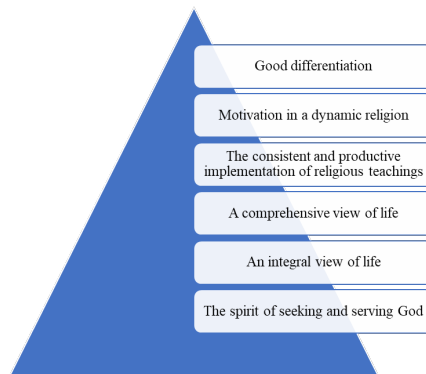 Good differentiation
Motivation in a dynamic religion
The consistent and productive
implementation of religious teachings
A comprehensive view of life
An integral view of life
The spirit of seeking and serving God